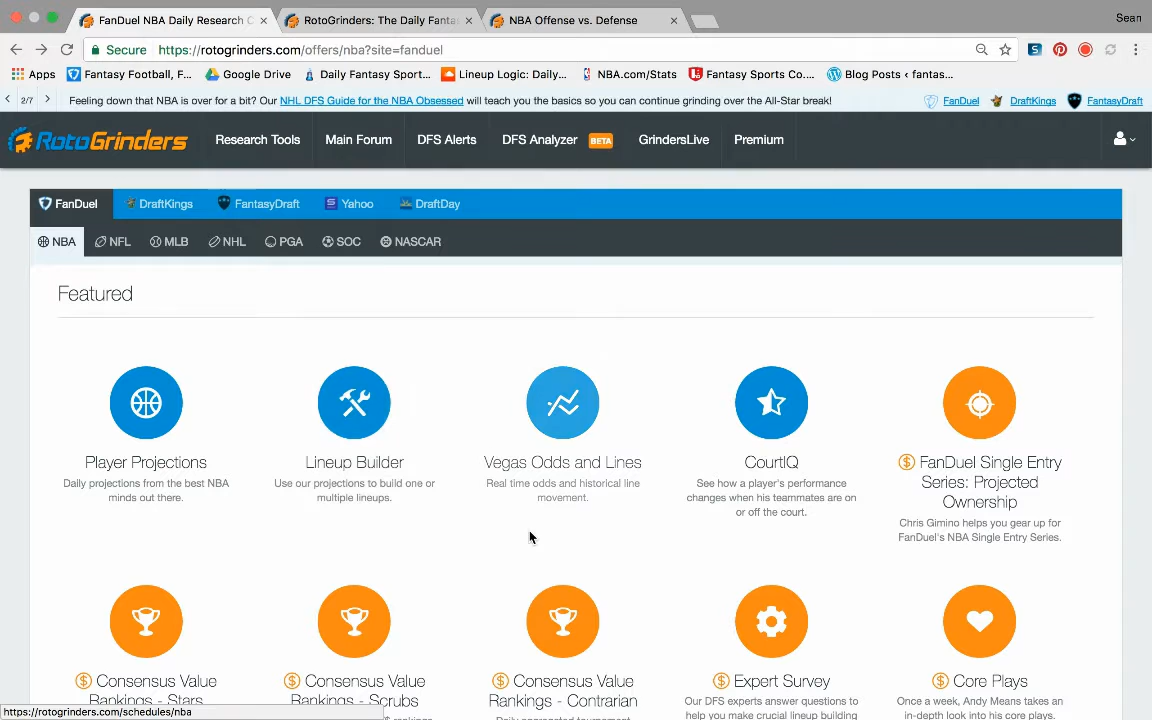 FanDuel NBA Daily Research C
RotoGrinders: The Daily Fanta
NBA Offense vs. Defense
Sean
Secure
https://rotogrinders.com/offers/nba?site=fanduel
Apps
Fantasy Football, F...
Google Drive
Daily Fantasy Sport...
Lineup Logic: Daily...
NBA.com/Stats
Fantasy Sports Co....
Blog Posts ‹ fantas...
2/7
Feeling down that NBA is over for a bit? Our NHL DFS Guide for the NBA Obsessed will teach you the basics so you can continue grinding over the All-Star break!
FanDuel
DraftKings
FantasyDraft
RotoGrinders
Research Tools
Main Forum
DFS Alerts
DFS Analyzer BETA
GrindersLive
Premium
FanDuel
DraftKings
FantasyDraft
Yahoo
DraftDay
NBA
NFL
MLB
NHL
PGA
SOC
NASCAR
Featured
Player Projections
Daily projections from the best NBA
minds out there.
Lineup Builder
Use our projections to build one or
multiple lineups.
Vegas Odds and Lines
Real time odds and historical line
movement.
CourtIQ
See how a player's performance
changes when his teammates are on
or off the court.
FanDuel Single Entry
Series: Projected
Ownership
Chris Gimino helps you gear up for
FanDuel's NBA Single Entry Series.
Consensus Value
Rankings - Stars
Consensus Value
Rankings - Scrubs
rankings
Consensus Value
Rankings - Contrarian
Daily aggregated tournament
Expert Survey
Our DFS experts answer questions to
help you make crucial lineup building
Core Plays
Once a week, Andy Means takes an
in-depth look into his core plays.
https://rotogrinders.com/schedules/nba